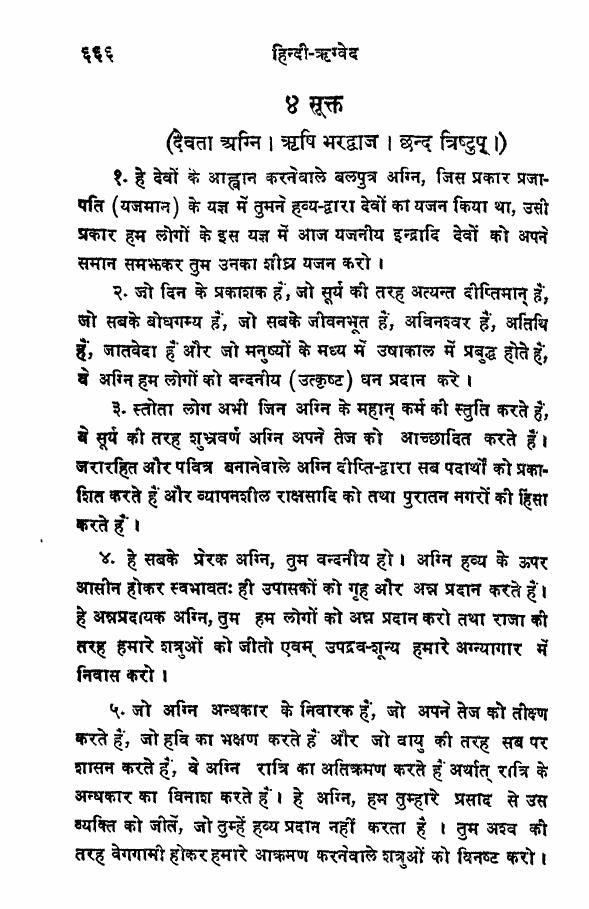 ६६६
हिन्दी-ऋग्वेद
४ सूक्त
(दैवता अग्नि । ऋषि भरद्वाज । छन्द त्रिष्टुप् ।)
१. हे देवों के आह्वान करनेवाले बलपुत्र अग्नि, जिस प्रकार प्रजा-
पति (यजमान) के यज्ञ में तुमने हव्य-द्वारा देवों का यजन किया था, उसी
प्रकार हम लोगों के इस यज्ञ में आज यजनीय इन्द्रादि देवों को अपने
समान समझकर तुम उनका शीघ्र यजन करो ।
२. जो दिन के प्रकाशक हैं, जो सूर्य की तरह अत्यन्त दीप्तिमान् हैं,
जो सबके बोधगम्य हैं, जो सबके जीवनभूत हैं, अविनश्वर हैं, अतिथि
हैं, जातवेदा हैं और जो मनुष्यों के मध्य में उषाकाल में प्रबुद्ध होते हैं,
वे अग्नि हम लोगों को वन्दनीय (उत्कृष्ट) धन प्रदान करे ।
३. स्तोता लोग अभी जिन अग्नि के महान् कर्म की स्तुति करते हैं,
वे सूर्य की तरह शुभ्रवर्ण अग्नि अपने तेज को आच्छादित करते हैं।
जरारहित और पवित्र बनानेवाले अग्नि दीप्ति-द्वारा सब पदार्थों को प्रका-
शित करते हैं और व्यापनशील राक्षसादि को तथा पुरातन नगरों की हिंसा
करते हैं ।
४. हे सबके प्रेरक अग्नि, तुम वन्दनीय हो । अग्नि हव्य के ऊपर
आसीन होकर स्वभावतः ही उपासकों को गृह और अन्न प्रदान करते हैं।
हे अन्नप्रदायक अग्नि, तुम हम लोगों को अन्न प्रदान करो तथा राजा की
तरह हमारे शत्रुओं को जीतो एवम् उपद्रव-शून्य हमारे अग्न्यागार में
निवास करो ।
५. जो अग्नि अन्धकार के निवारक हैं, जो अपने तेज को तीक्ष्ण
करते हैं, जो हवि का भक्षण करते हैं और जो वायु की तरह सब पर
शासन करते हैं, वे अग्नि रात्रि का अतिक्रमण करते हैं अर्थात् रात्रि के
अन्धकार का विनाश करते हैं । हे अग्नि, हम तुम्हारे प्रसाद से उस
व्यक्ति को जीतें, जो तुम्हें हव्य प्रदान नहीं करता है । तुम अश्व की
तरह वेगगामी होकर हमारे आक्रमण करनेवाले शत्रुओं को विनष्ट करो ।